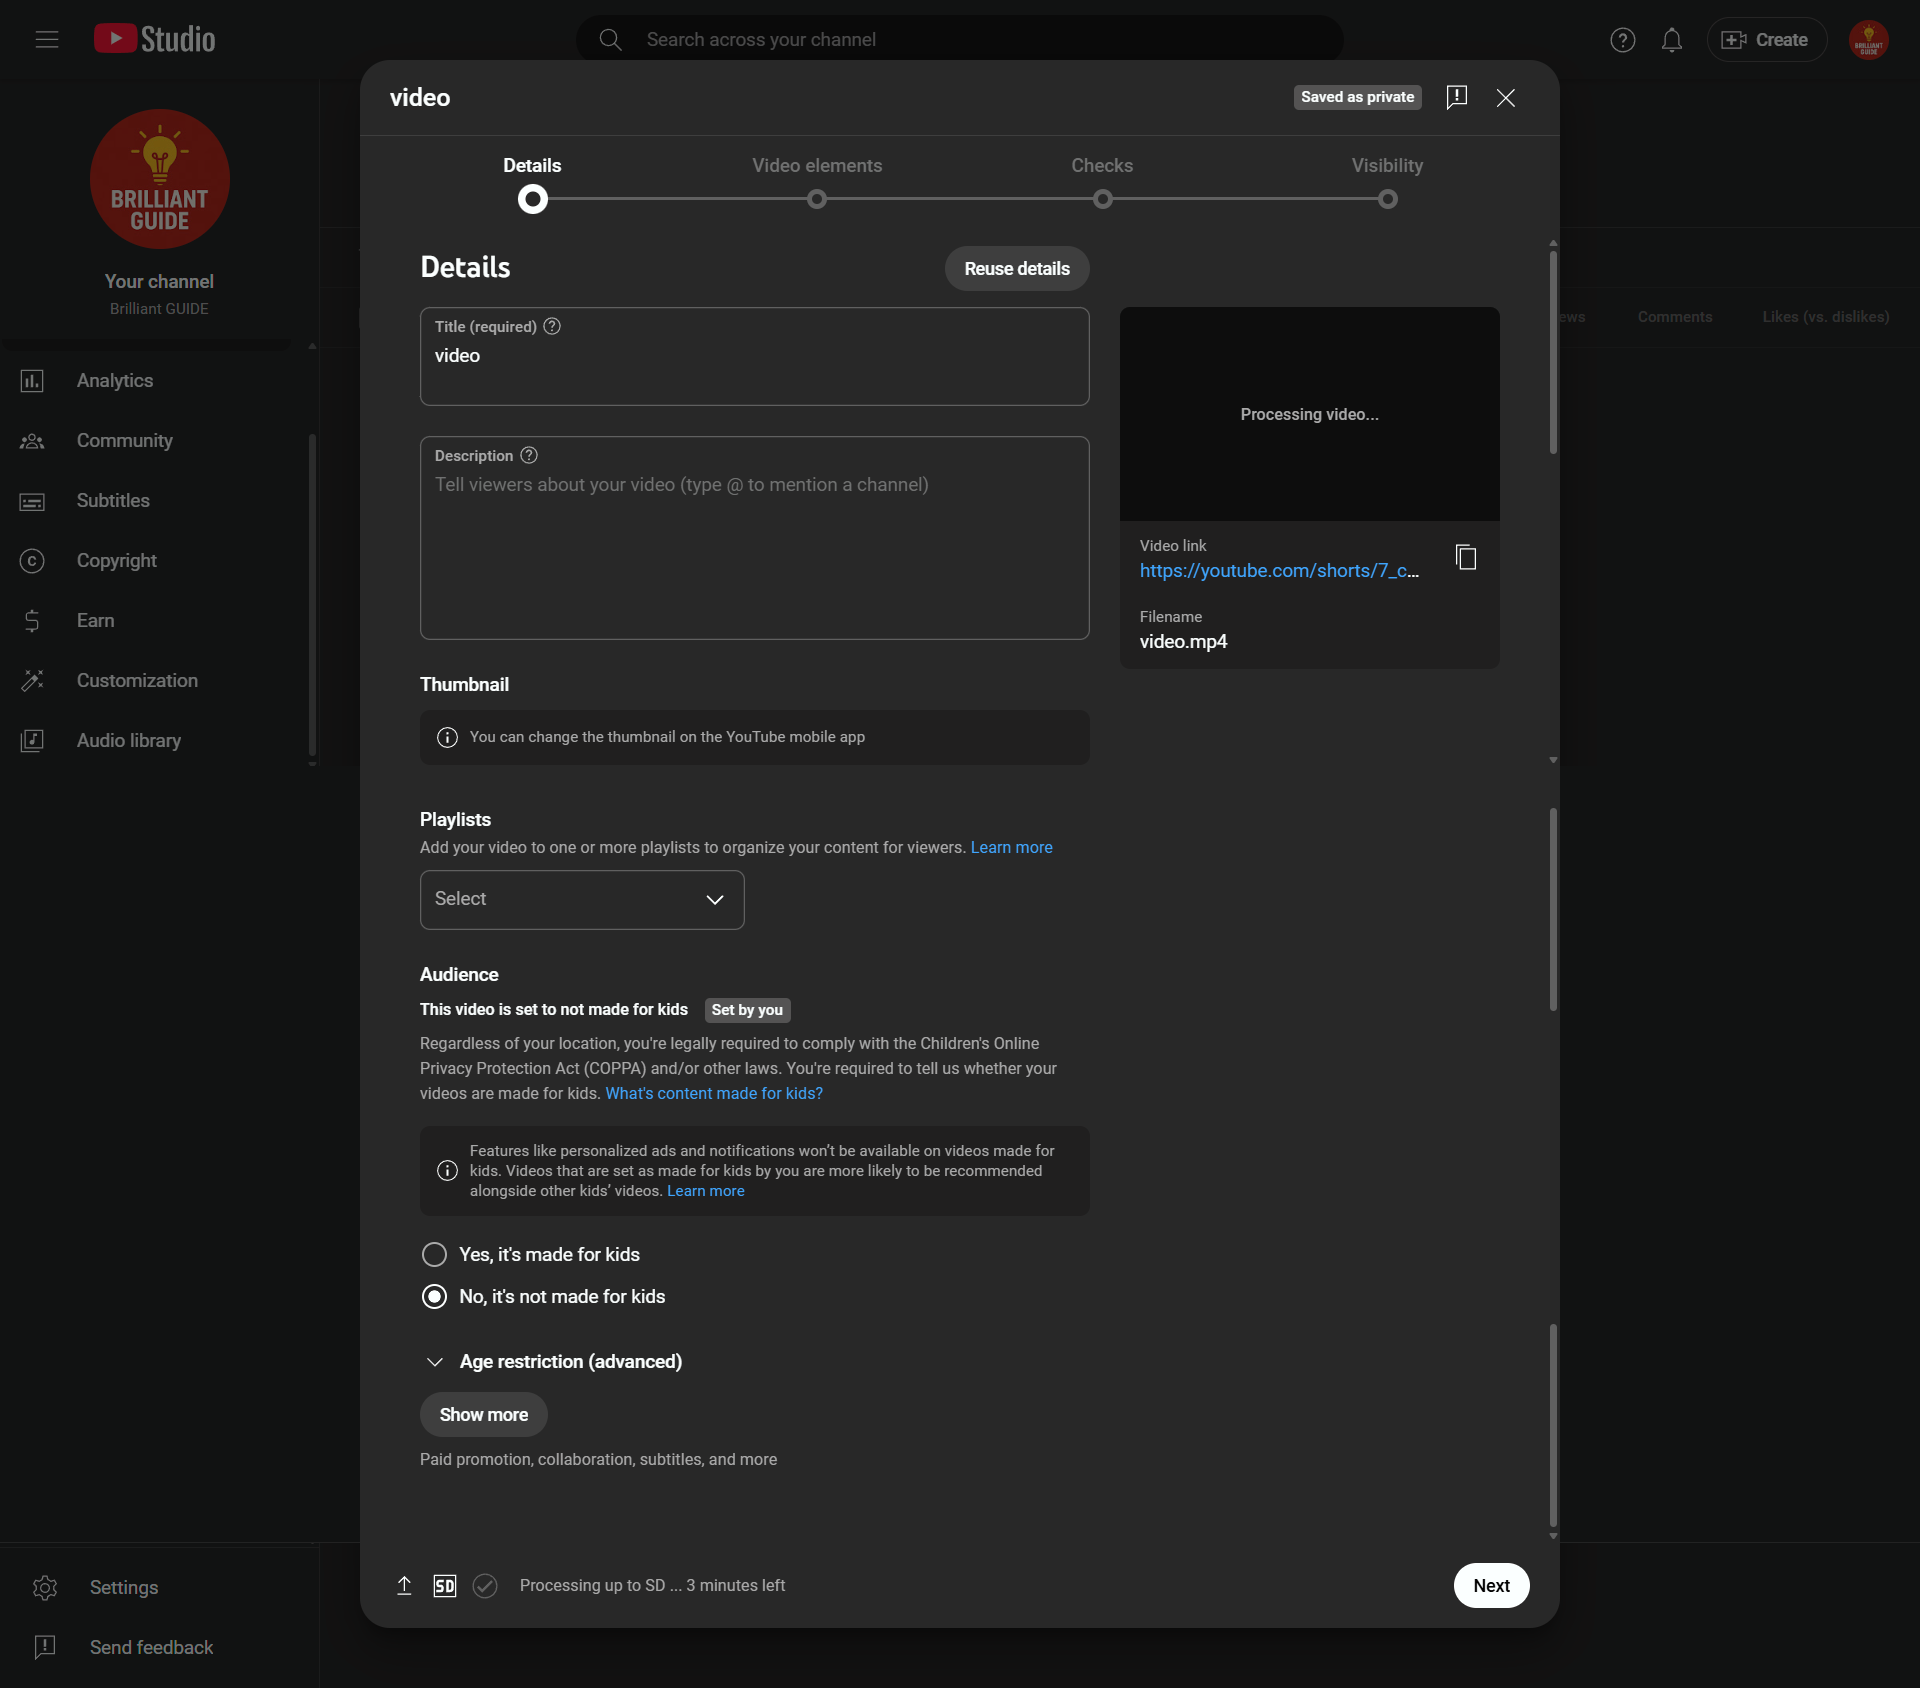 Studio
Search across your channel
Create
BRILLIANT
GUIDE
BRILLIANT
GUIDE
Your channel
Brilliant GUIDE
Analytics
Community
Subtitles
Copyright
Earn
Customization
Audio library
Settings
Send feedback
video
Saved as private
Details
Video elements
Checks
Visibility
Details
Reuse details
Title (required)
video
Description
Tell viewers about your video (type @ to mention a channel)
Thumbnail
You can change the thumbnail on the YouTube mobile app
Playlists
Add your video to one or more playlists to organize your content for viewers. Learn more
Select
Audience
This video is set to not made for kids
Set by you
Regardless of your location, you're legally required to comply with the Children's Online
Privacy Protection Act (COPPA) and/or other laws. You're required to tell us whether your
videos are made for kids. What's content made for kids?
Features like personalized ads and notifications won't be available on videos made for
kids. Videos that are set as made for kids by you are more likely to be recommended
alongside other kids' videos. Learn more
Yes, it's made for kids
No, it's not made for kids
Age restriction (advanced)
Show more
Paid promotion, collaboration, subtitles, and more
Processing video...
Video link
https://youtube.com/shorts/7_c...
Filename
video.mp4
ews
Comments
Likes (vs. dislikes)
SD
Processing up to SD ... 3 minutes left
Next